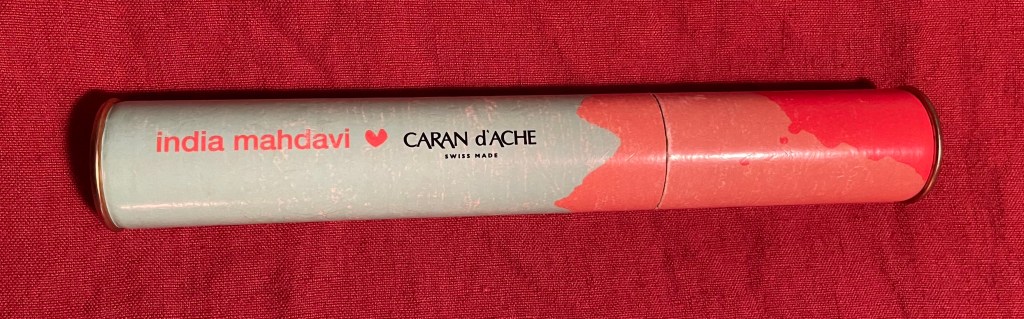 india mahdavi ♥ CARAN d'ACHE
SWISS MADE